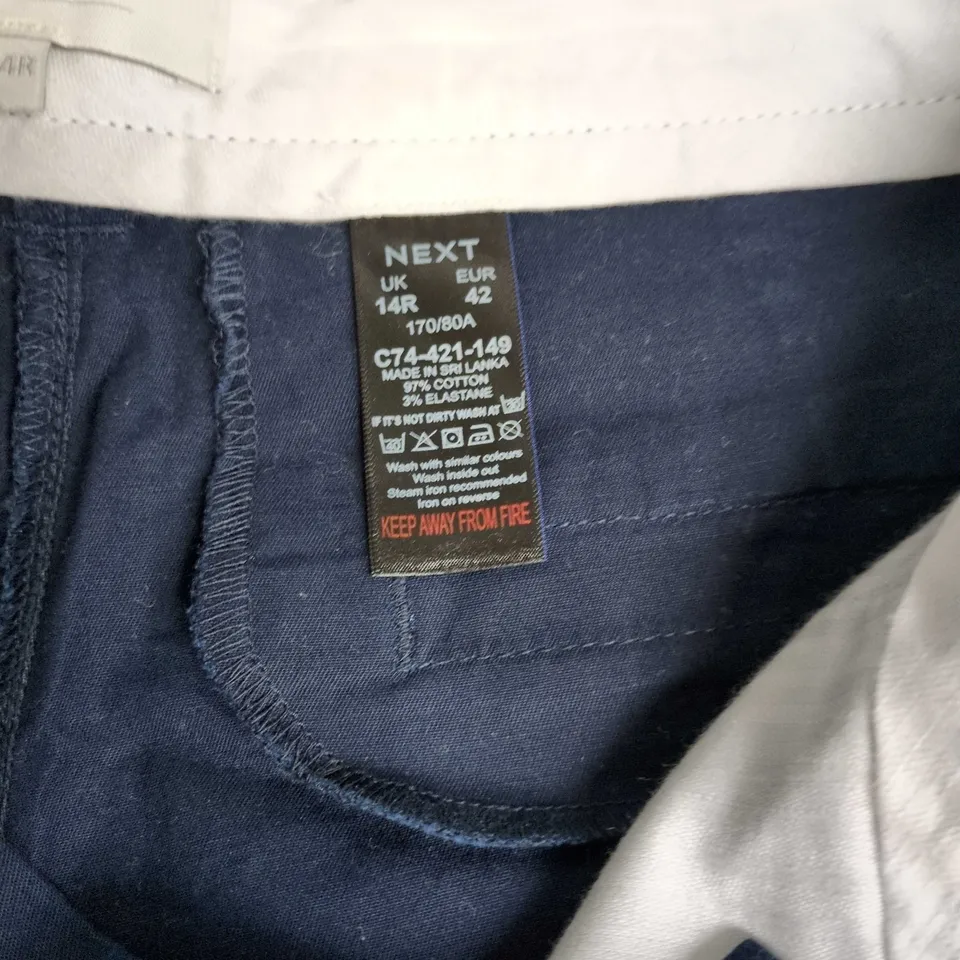 4R
NEXT
UK EUR
14R 42
170/80A
C74-421-149
MADE IN SRI LANKA
97% COTTON
3% ELASTANE
IF IT'S NOT DIRTY WASH AT
40
Wash with similar colours
Wash inside out
Steam iron recommended
Iron on reverse
KEEP AWAY FROM FIRE